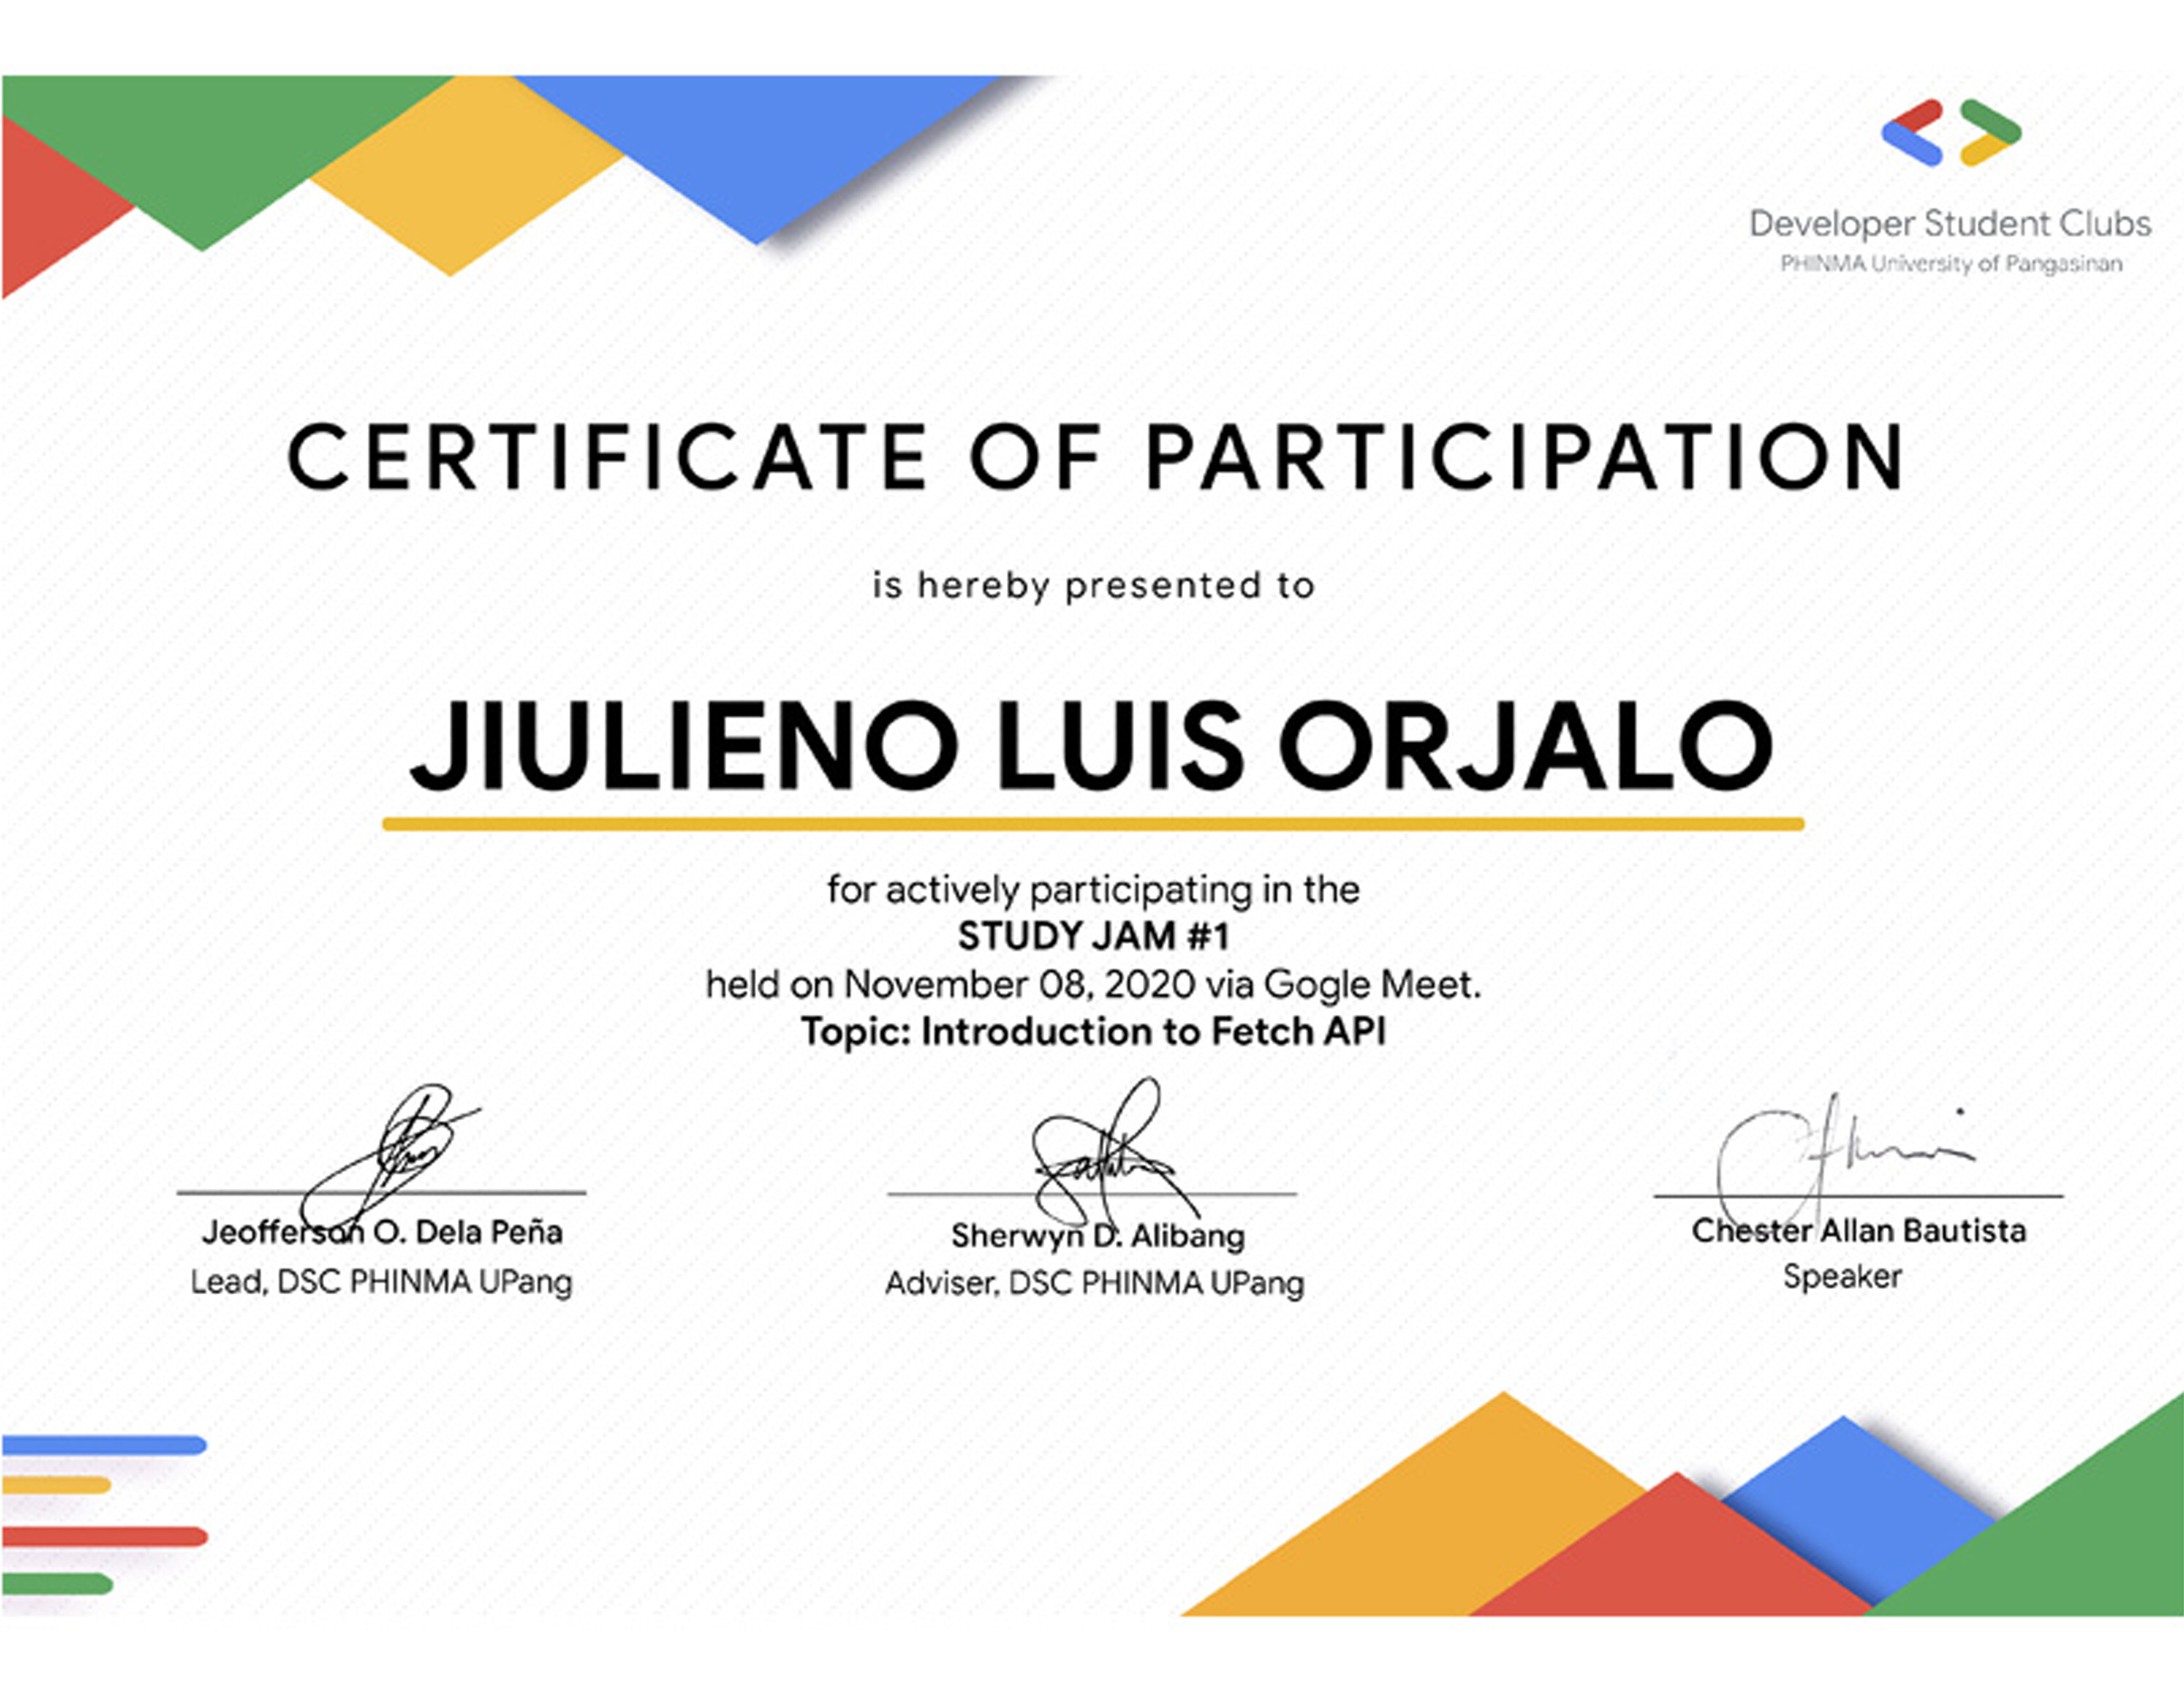 Developer Student Clubs
PHINMA University of Pangasinan
CERTIFICATE OF PARTICIPATION
is hereby presented to
JIULIENO LUIS ORJALO
for actively participating in the
STUDY JAM #1
held on November 08, 2020 via Gogle Meet.
Topic: Introduction to Fetch API
Jeofferson O. Dela Peña
Lead, DSC PHINMA UPang
Sherwyn D. Alibang
Adviser, DSC PHINMA UPang
Chester Allan Bautista
Speaker